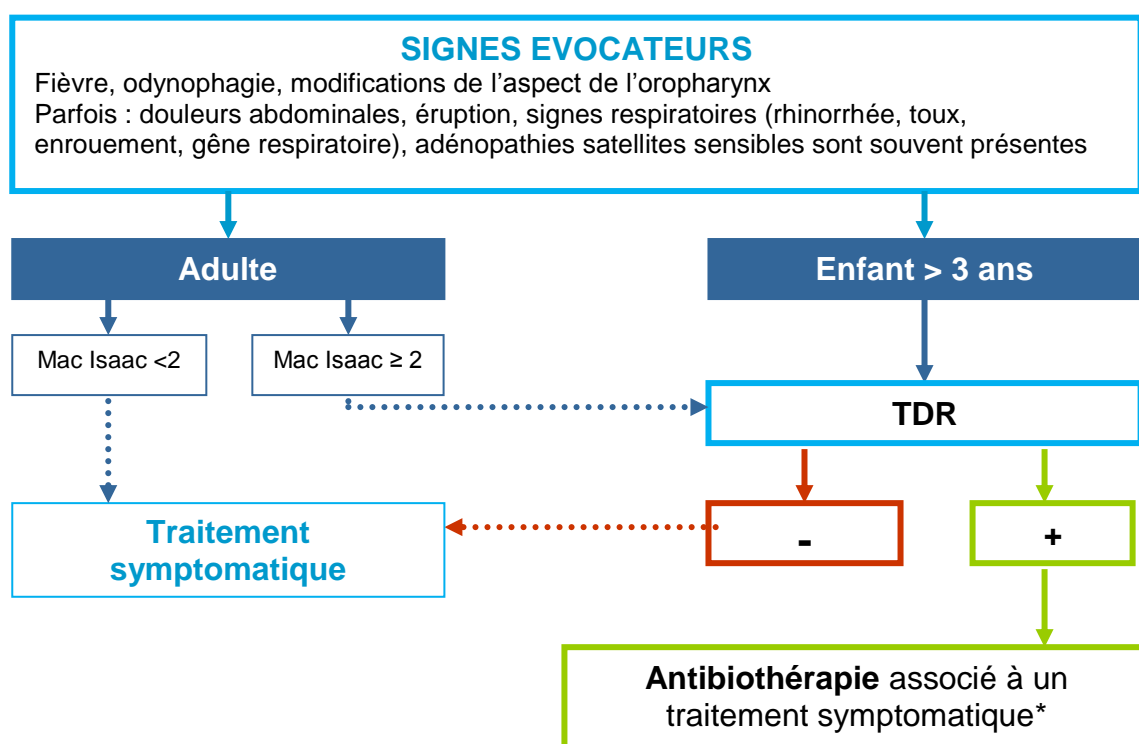 SIGNES EVOCATEURS
Fièvre, odynophagie, modifications de l'aspect de l'oropharynx
Parfois : douleurs abdominales, éruption, signes respiratoires (rhinorrhée, toux,
enrouement, gêne respiratoire), adénopathies satellites sensibles sont souvent présentes
Adulte
Enfant > 3 ans
Mac Isaac <2
Mac Isaac ≥ 2
TDR
Traitement
symptomatique
-
+
Antibiothérapie associé à un
traitement symptomatique*